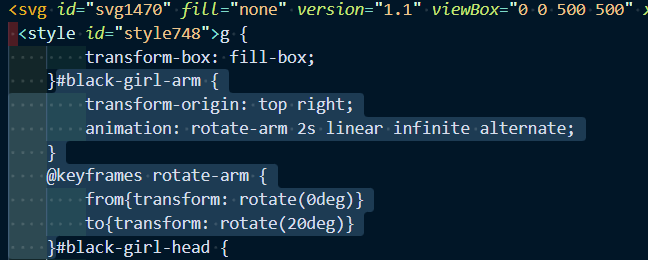 <svg id="svg1470" fill="none" version="1.1" viewBox="0 0 500 500"
<style id="style748">g {
transform-box: fill-box;
}#black-girl-arm {
transform-origin: top right;
animation: rotate-arm 2s linear infinite alternate;
}
@keyframes rotate-arm {
from{transform: rotate(0deg)}
to{transform: rotate(20deg)}
}#black-girl-head {